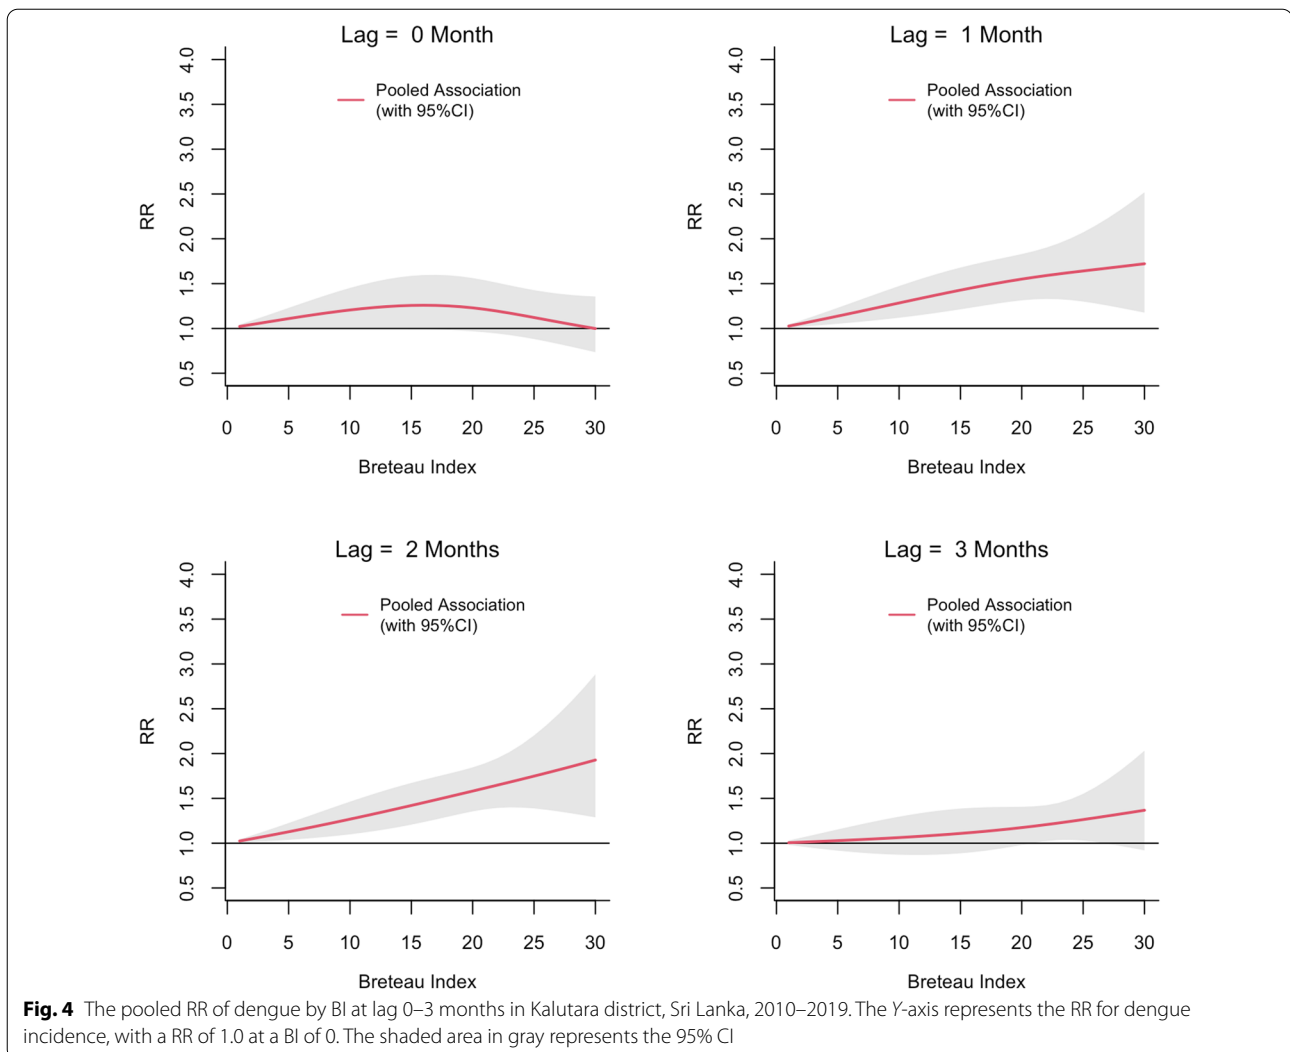 Lag = 0 Month
4.0
3.5
3.0
2.5
2.0
1.5
1.0
0.5
RR
Pooled Association
(with 95%CI)
0 5 10 15 20 25 30
Breteau Index
Lag = 1 Month
4.0
3.5
3.0
2.5
2.0
1.5
1.0
0.5
RR
Pooled Association
(with 95%CI)
0 5 10 15 20 25 30
Breteau Index
Lag = 2 Months
4.0
3.5
3.0
2.5
2.0
1.5
1.0
0.5
RR
Pooled Association
(with 95%CI)
0 5 10 15 20 25 30
Breteau Index
Lag = 3 Months
4.0
3.5
3.0
2.5
2.0
1.5
1.0
0.5
RR
Pooled Association
(with 95%CI)
0 5 10 15 20 25 30
Breteau Index
Fig. 4 The pooled RR of dengue by BI at lag 0–3 months in Kalutara district, Sri Lanka, 2010–2019. The Y-axis represents the RR for dengue
incidence, with a RR of 1.0 at a BI of 0. The shaded area in gray represents the 95% CI